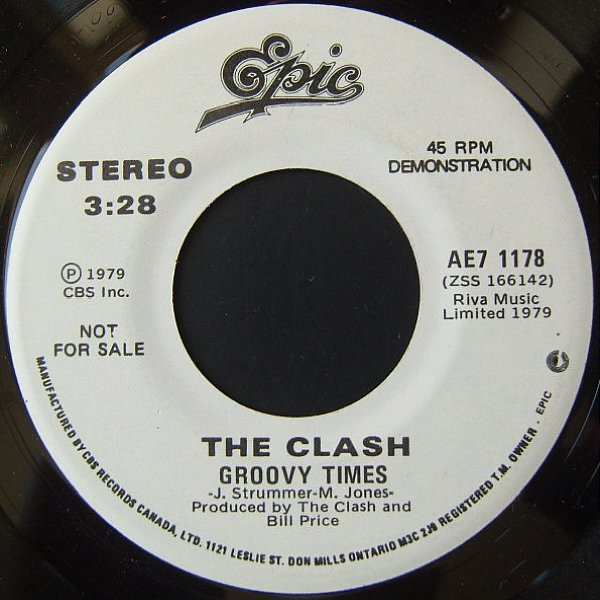 Epic
STEREO
3:28
45 RPM
DEMONSTRATION
℗ 1979
CBS Inc.
NOT
FOR SALE
AE7 1178
(ZSS 166142)
Riva Music
Limited 1979
THE CLASH
GROOVY TIMES
-J. Strummer-M. Jones-
Produced by The Clash and
Bill Price
MANUFACTURED BY CBS RECORDS CANADA, LTD. 1121 LESLIE ST. DON MILLS ONTARIO M3C 2J9 REGISTERED T.M. OWNER - EPIC